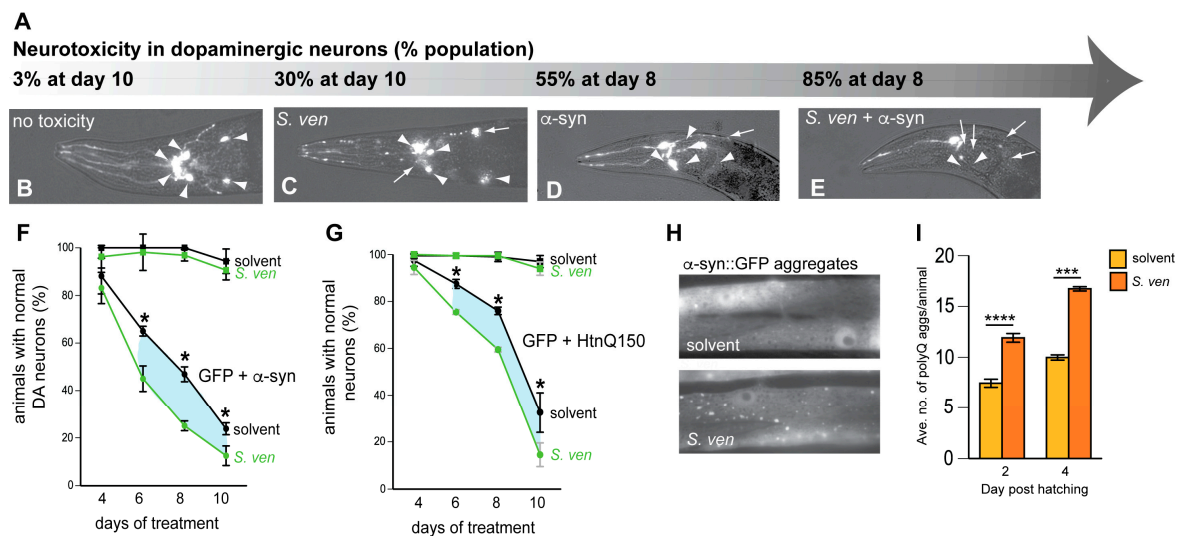 A
Neurotoxicity in dopaminergic neurons (% population)
3% at day 10 30% at day 10 55% at day 8 85% at day 8
no toxicity
B
S. ven
C
α-syn
D
S. ven + α-syn
E
F
animals with normal
DA neurons (%)
100
80
60
40
20
0
solvent
S. ven
*
*
*
GFP + α-syn
solvent
S. ven
4 6 8 10
days of treatment
G
animals with normal
neurons (%)
100
80
60
40
20
0
solvent
S. ven
*
*
*
GFP + HtnQ150
solvent
S. ven
4 6 8 10
days of treatment
H
α-syn::GFP aggregates
solvent
S. ven
I
Ave. no. of polyQ aggs/animal
20
15
10
5
0
****
***
solvent
S. ven
2 4
Day post hatching